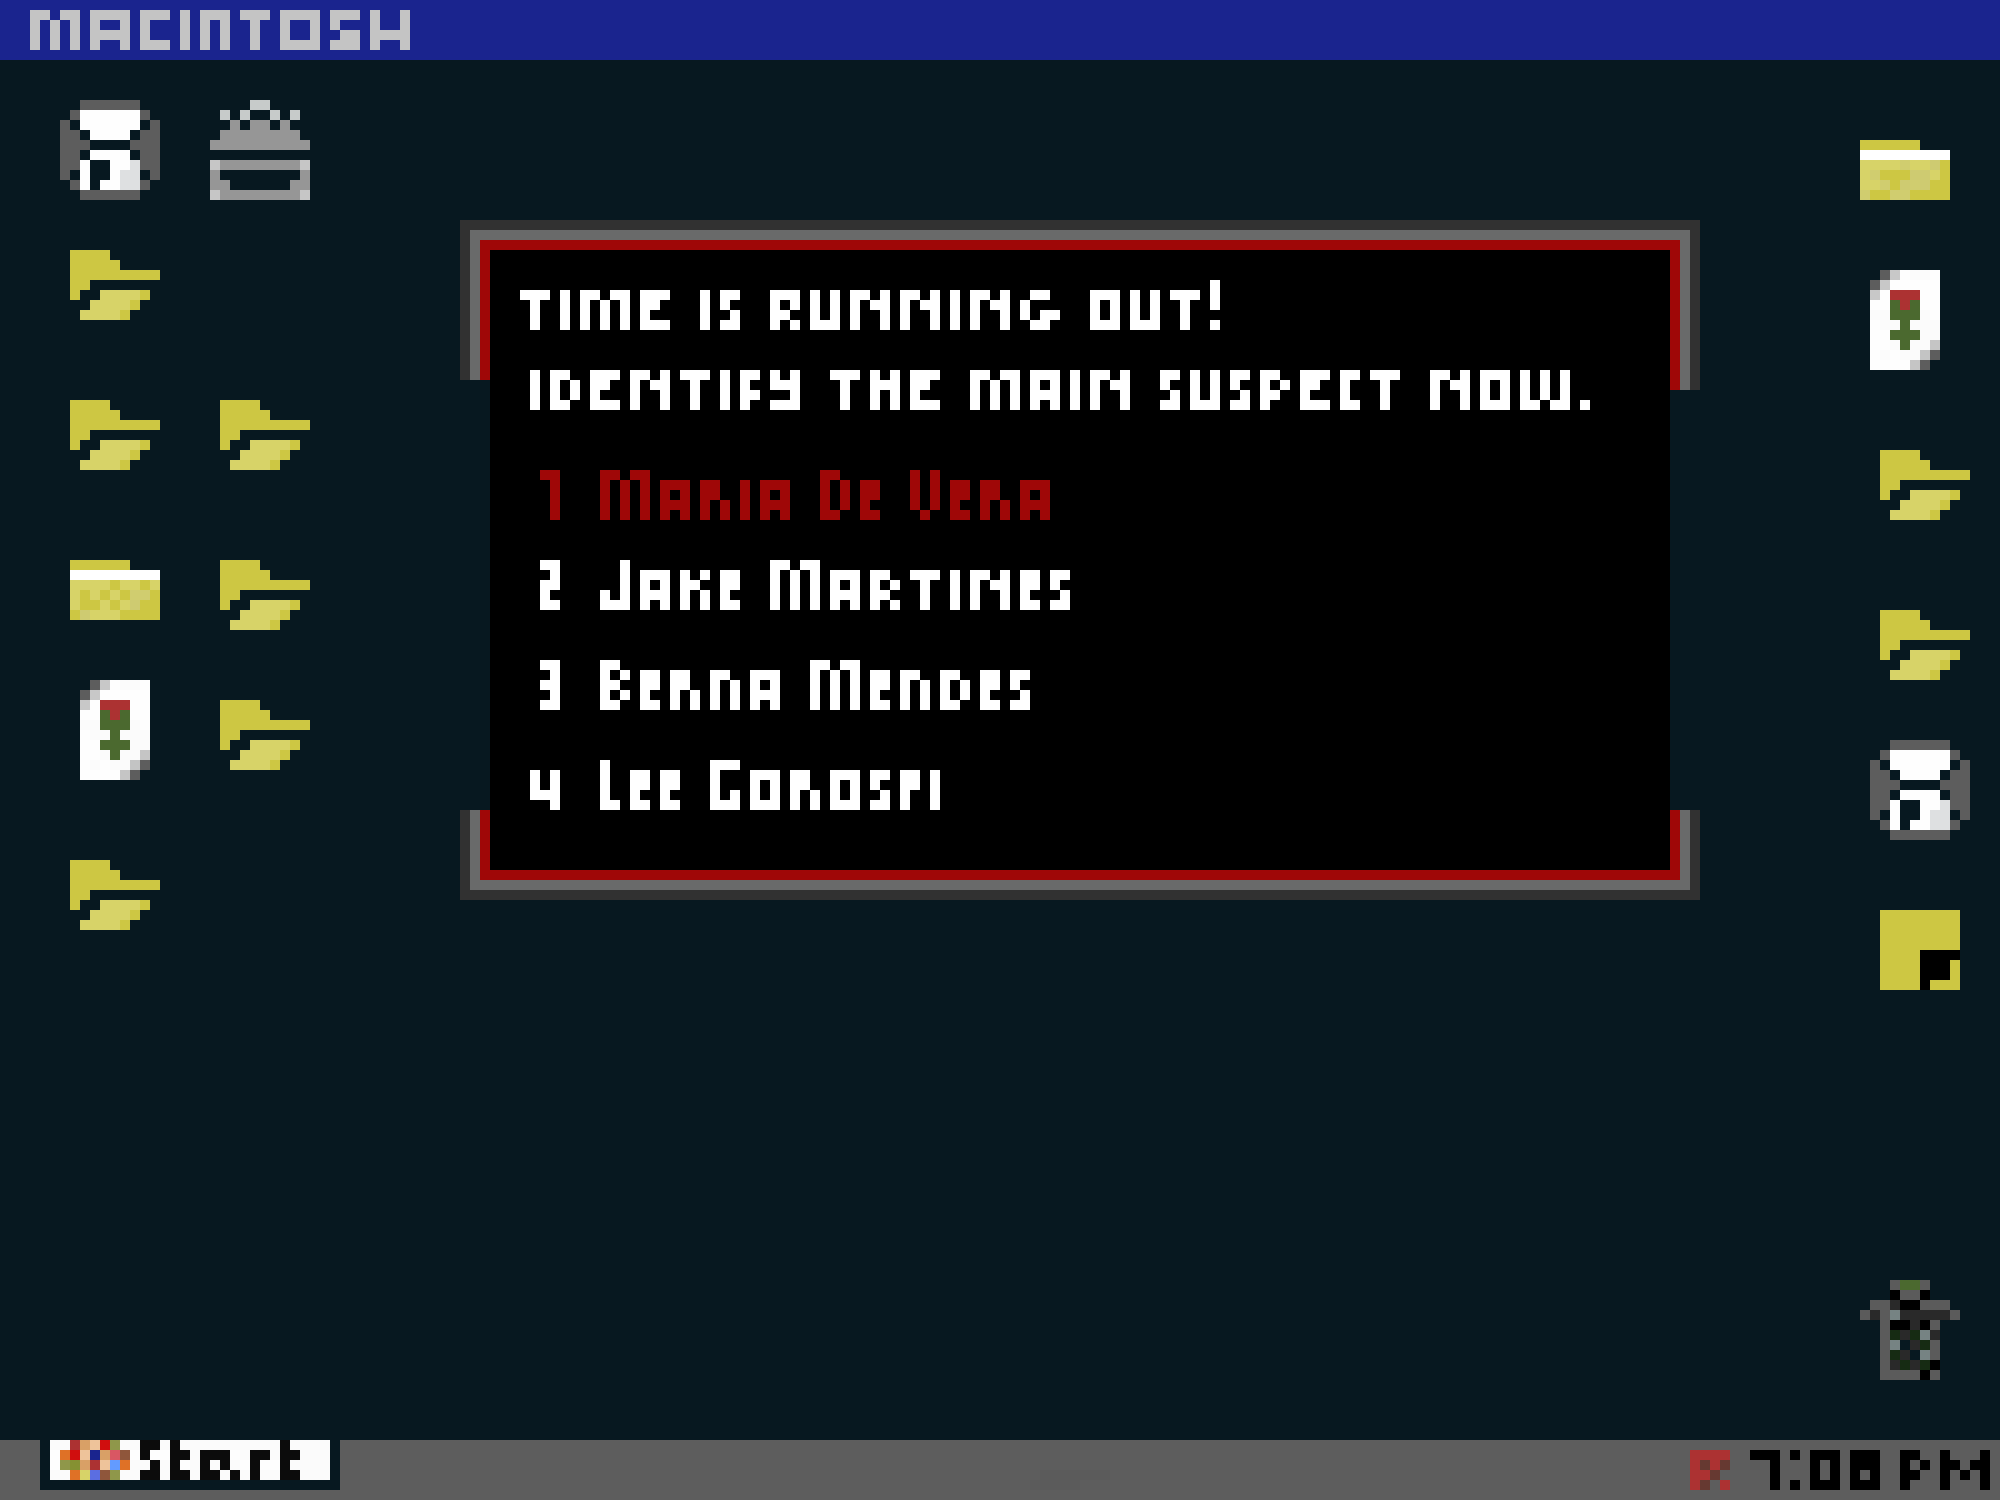 MACINTOSH
TIME IS RUNNING OUT!
IDENTIFY THE MAIN SUSPECT NOW.
1 Maria De Vera
2 Jake Martines
3 Berna Mendes
4 Lee Gorospi
start
7:08 PM